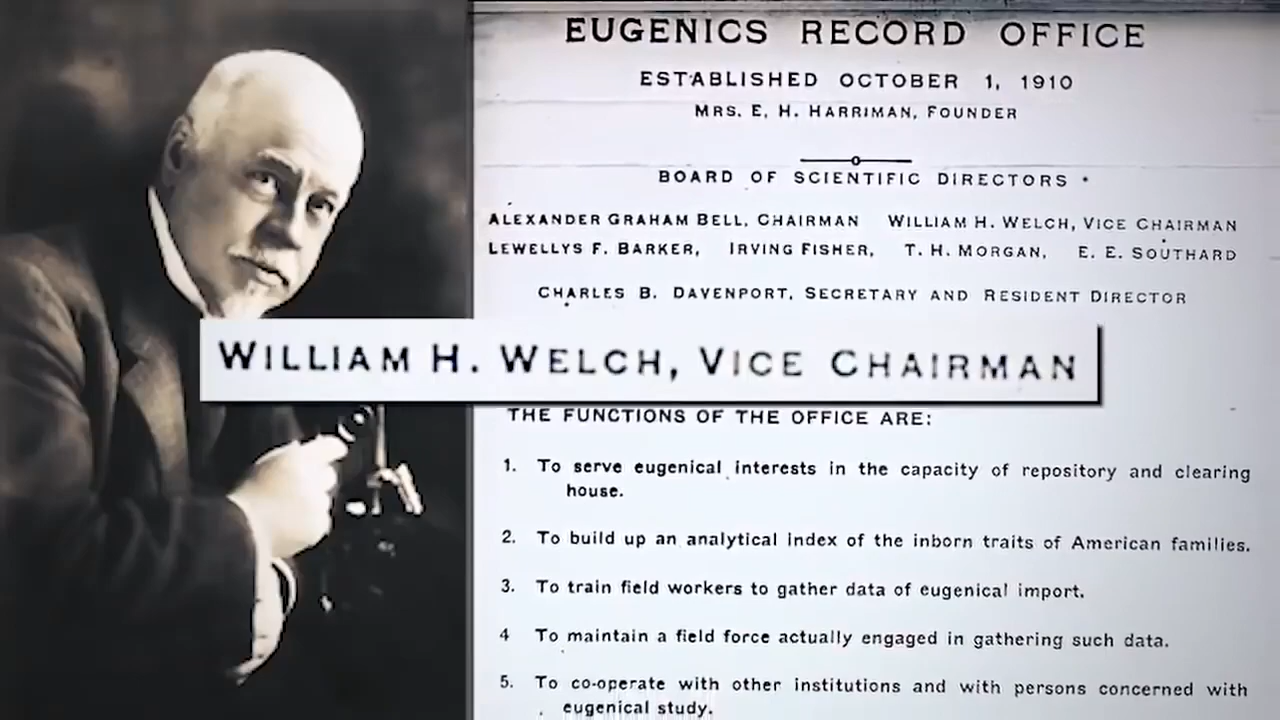 EUGENICS RECORD OFFICE
ESTABLISHED OCTOBER 1, 1910
MRS. E. H. HARRIMAN, FOUNDER
BOARD OF SCIENTIFIC DIRECTORS
ALEXANDER GRAHAM BELL, CHAIRMAN WILLIAM H. WELCH, VICE CHAIRMAN
LEWELLYS F. BARKER, IRVING FISHER, T. H. MORGAN, E. E. SOUTHARD
CHARLES B. DAVENPORT, SECRETARY AND RESIDENT DIRECTOR
WILLIAM H. WELCH, VICE CHAIRMAN
THE FUNCTIONS OF THE OFFICE ARE:
1. To serve eugenical interests in the capacity of repository and clearing
house.
2. To build up an analytical index of the inborn traits of American families.
3. To train field workers to gather data of eugenical import.
4 To maintain a field force actually engaged in gathering such data.
5. To co-operate with other institutions and with persons concerned with
eugenical study.